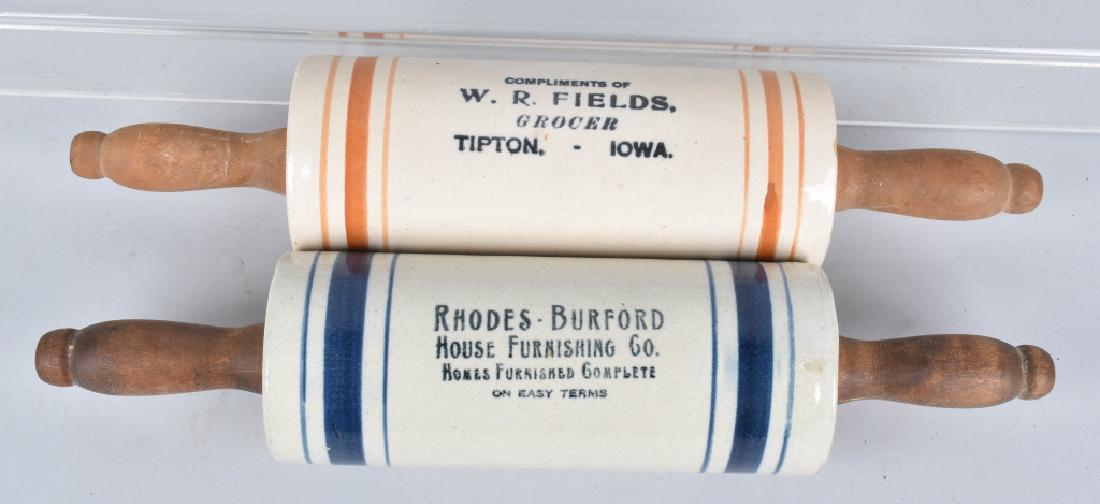 COMPLIMENTS OF
W. R. FIELDS,
GROCER
TIPTON, - IOWA.
RHODES - BURFORD
HOUSE FURNISHING CO.
HOMES FURNISHED COMPLETE
ON EASY TERMS